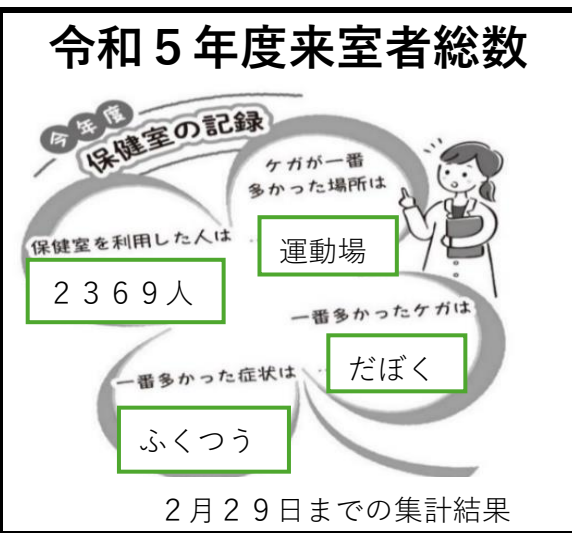 令和５年度来室者総数
今年度
保健室の記録
ケガが一番
多かった場所は
運動場
保健室を利用した人は
２３６９人
一番多かったケガは
だぼく
一番多かった症状は
ふくつう
２月２９日までの集計結果